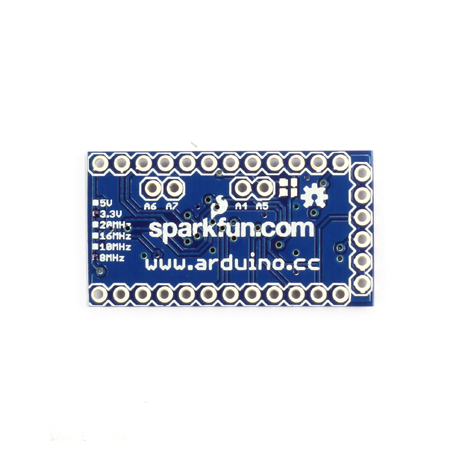 A6 A7 A4 A5
5V
3.3V
20MHz
16MHz
10MHz
8MHz
sparkfun.com
www.arduino.cc